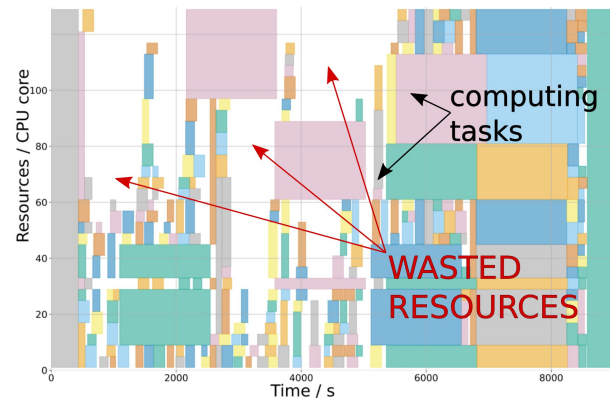 100
80
60
40
20
0
Resources / CPU core
computing
tasks
WASTED
RESOURCES
0 2000 4000 6000 8000
Time / s